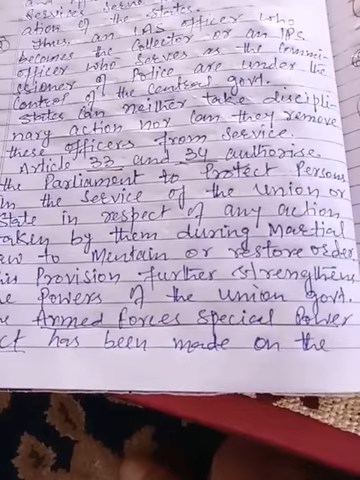 ation of the states.
Thus, an IAS officer who
becomes the collector or an IPS
officer who serves as the commi-
ssioner of Police are under the
control of the central govt.
States can neither take discipli-
nary action nor can they remove
these officers from service.
Article 33 and 34 authorise
the Parliament to Protect Persons
in the service of the Union or
State in respect of any action
taken by them during Martial
aw to Mentain or restore order.
his Provision further strengthens
he Powers of the union govt.
e Armed forces special Power
ct has been made on the